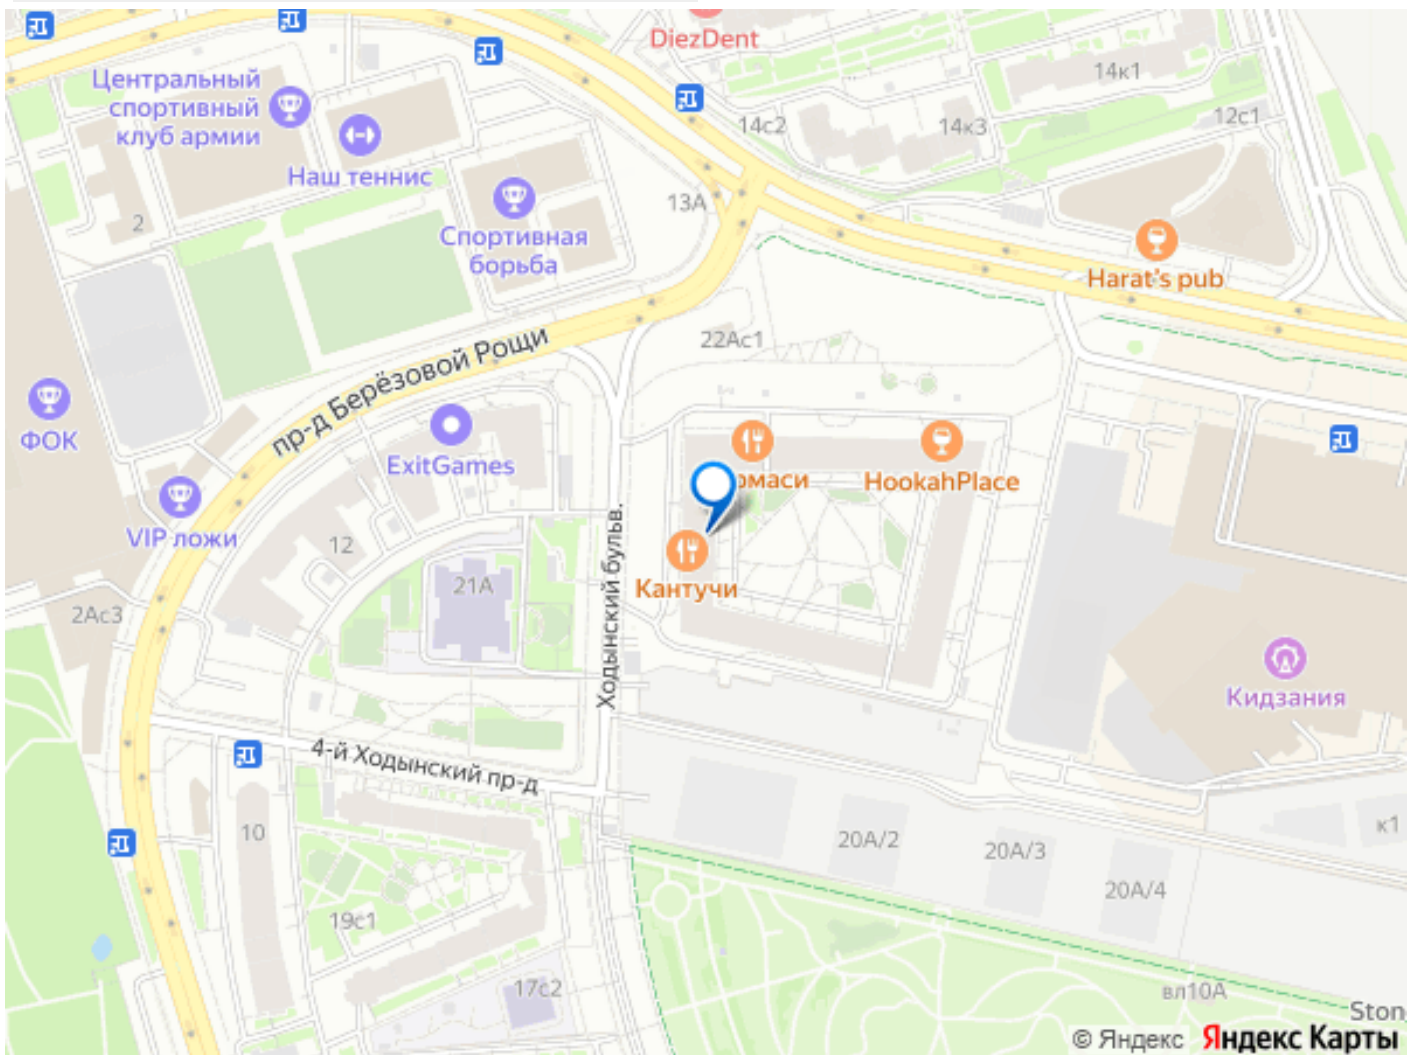 DiezDent
Центральный
спортивный
клуб армии
14к1
12с1
14с2
14к3
Наш теннис
13А
2
Спортивная
борьба
Harat's pub
22Ас1
пр-д Берёзовой Рощи
ФОК
ExitGames
омаси
HookahPlace
VIP ложи
12
Ходынский бульв.
21А
Кантучи
2Ас3
Кидзания
4-й Ходынский пр-д
10
20А/2
20А/3
к1
20А/4
19с1
17с2
вл10А
Ston
© Яндекс Яндекс Карты